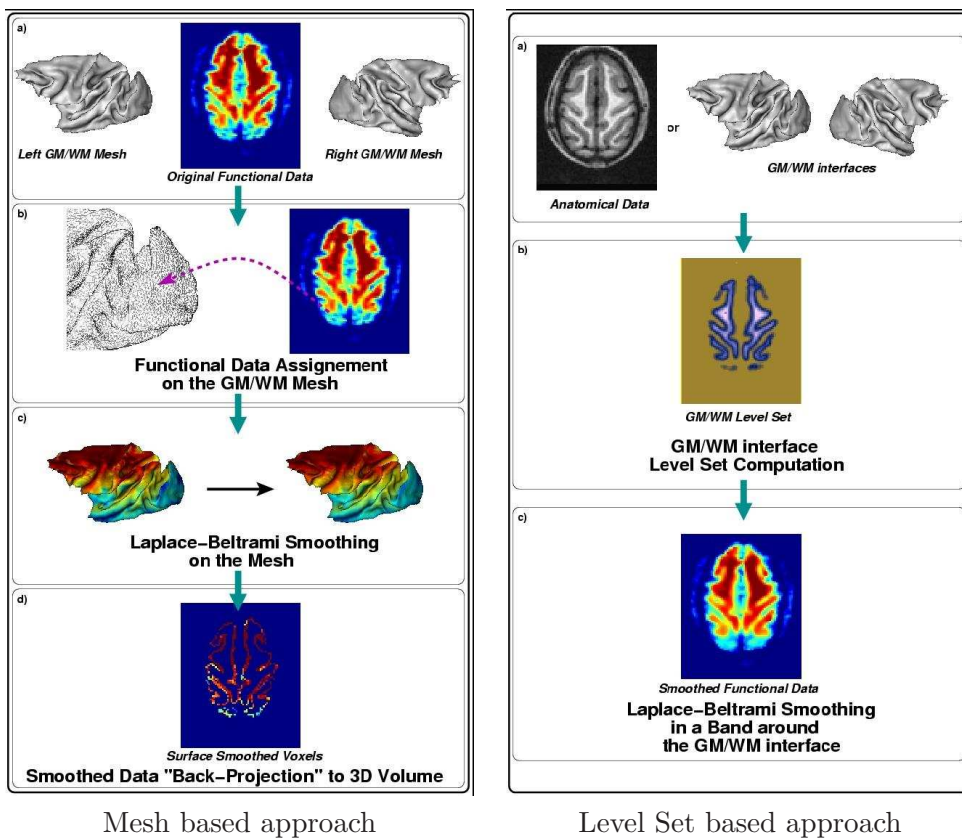 a)
Left GM/WM Mesh
Right GM/WM Mesh
Original Functional Data
b)
Functional Data Assignement
on the GM/WM Mesh
c)
Laplace-Beltrami Smoothing
on the Mesh
d)
Surface Smoothed Voxels
Smoothed Data "Back-Projection" to 3D Volume
Mesh based approach
a)
or
GM/WM interfaces
Anatomical Data
b)
GM/WM Level Set
GM/WM interface
Level Set Computation
c)
Smoothed Functional Data
Laplace-Beltrami Smoothing
in a Band around
the GM/WM interface
Level Set based approach